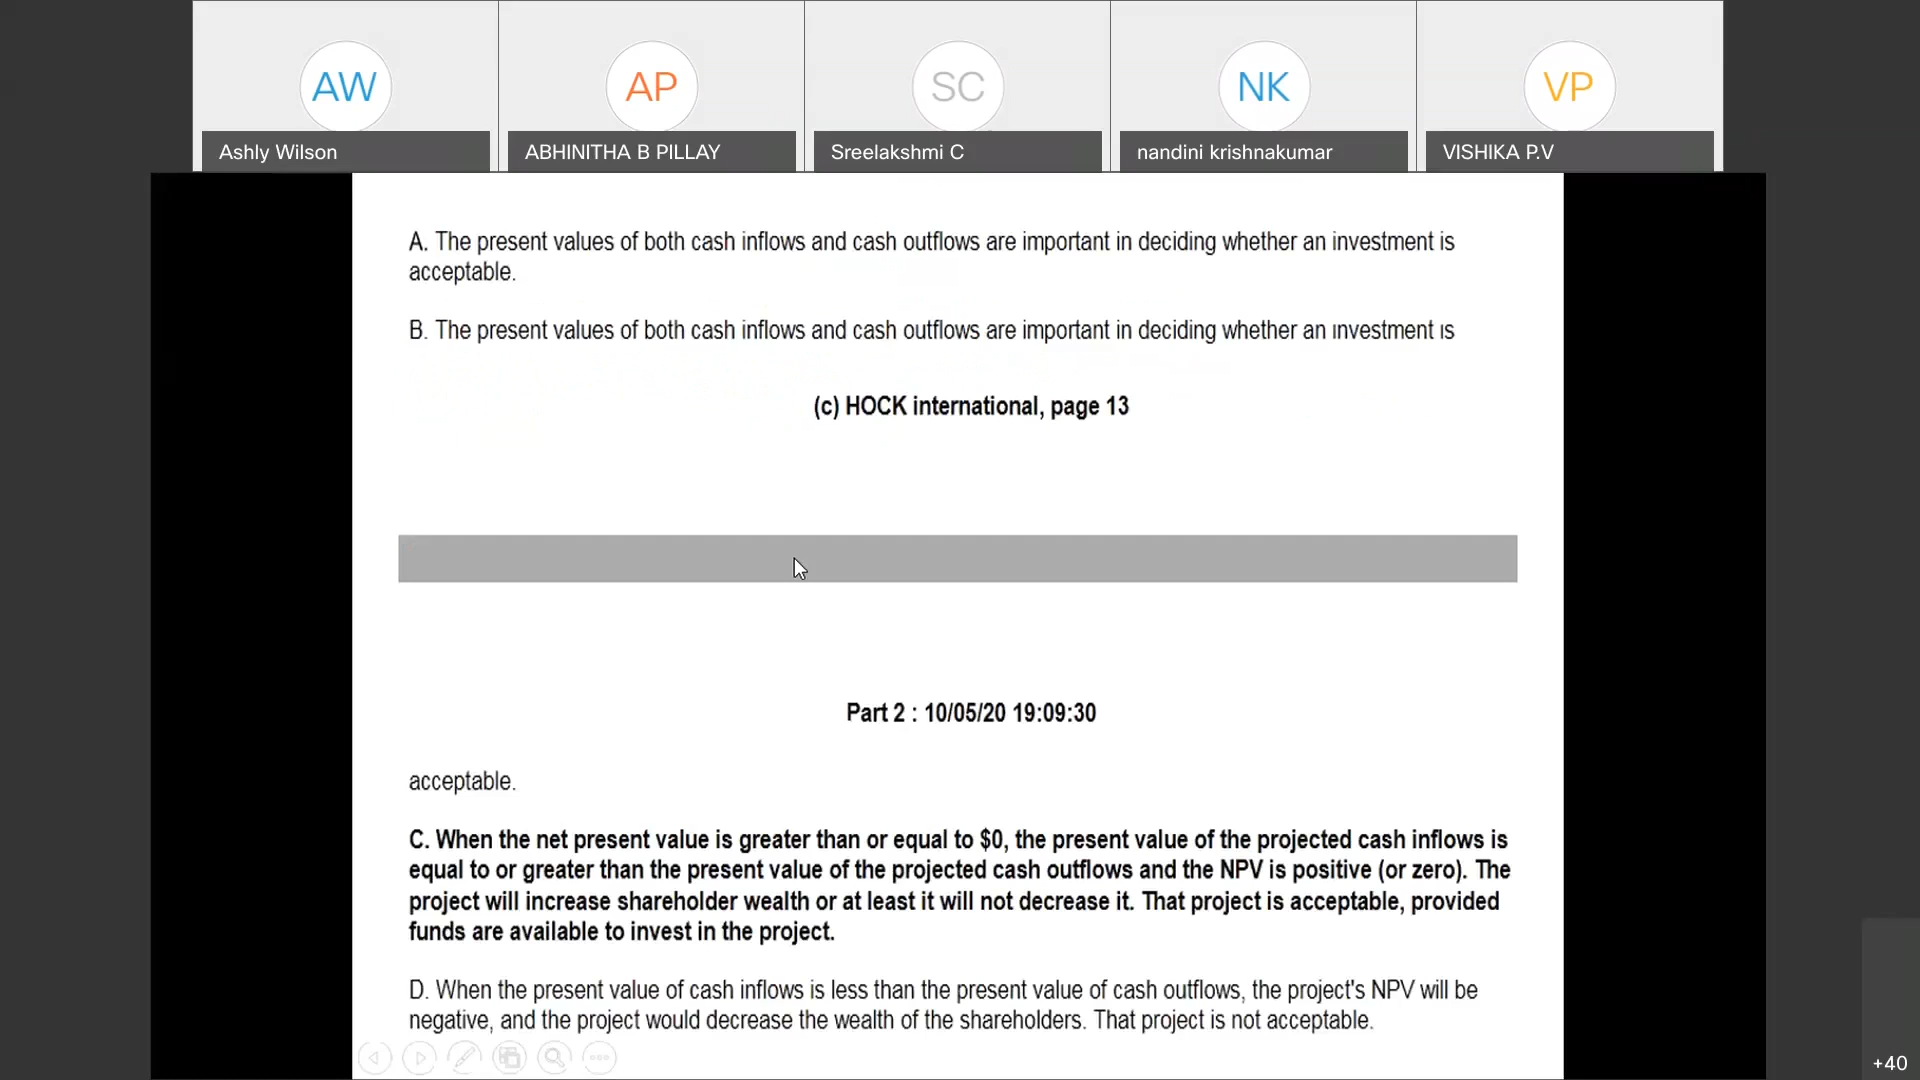 AW
AP
SC
NK
VP
Ashly Wilson
ABHINITHA B PILLAY
Sreelakshmi C
nandini krishnakumar
VISHIKA P.V
A. The present values of both cash inflows and cash outflows are important in deciding whether an investment is
acceptable.
B. The present values of both cash inflows and cash outflows are important in deciding whether an investment is
(c) HOCK international, page 13
Part 2 : 10/05/20 19:09:30
acceptable.
C. When the net present value is greater than or equal to $0, the present value of the projected cash inflows is
equal to or greater than the present value of the projected cash outflows and the NPV is positive (or zero). The
project will increase shareholder wealth or at least it will not decrease it. That project is acceptable, provided
funds are available to invest in the project.
D. When the present value of cash inflows is less than the present value of cash outflows, the project's NPV will be
negative, and the project would decrease the wealth of the shareholders. That project is not acceptable.
+40